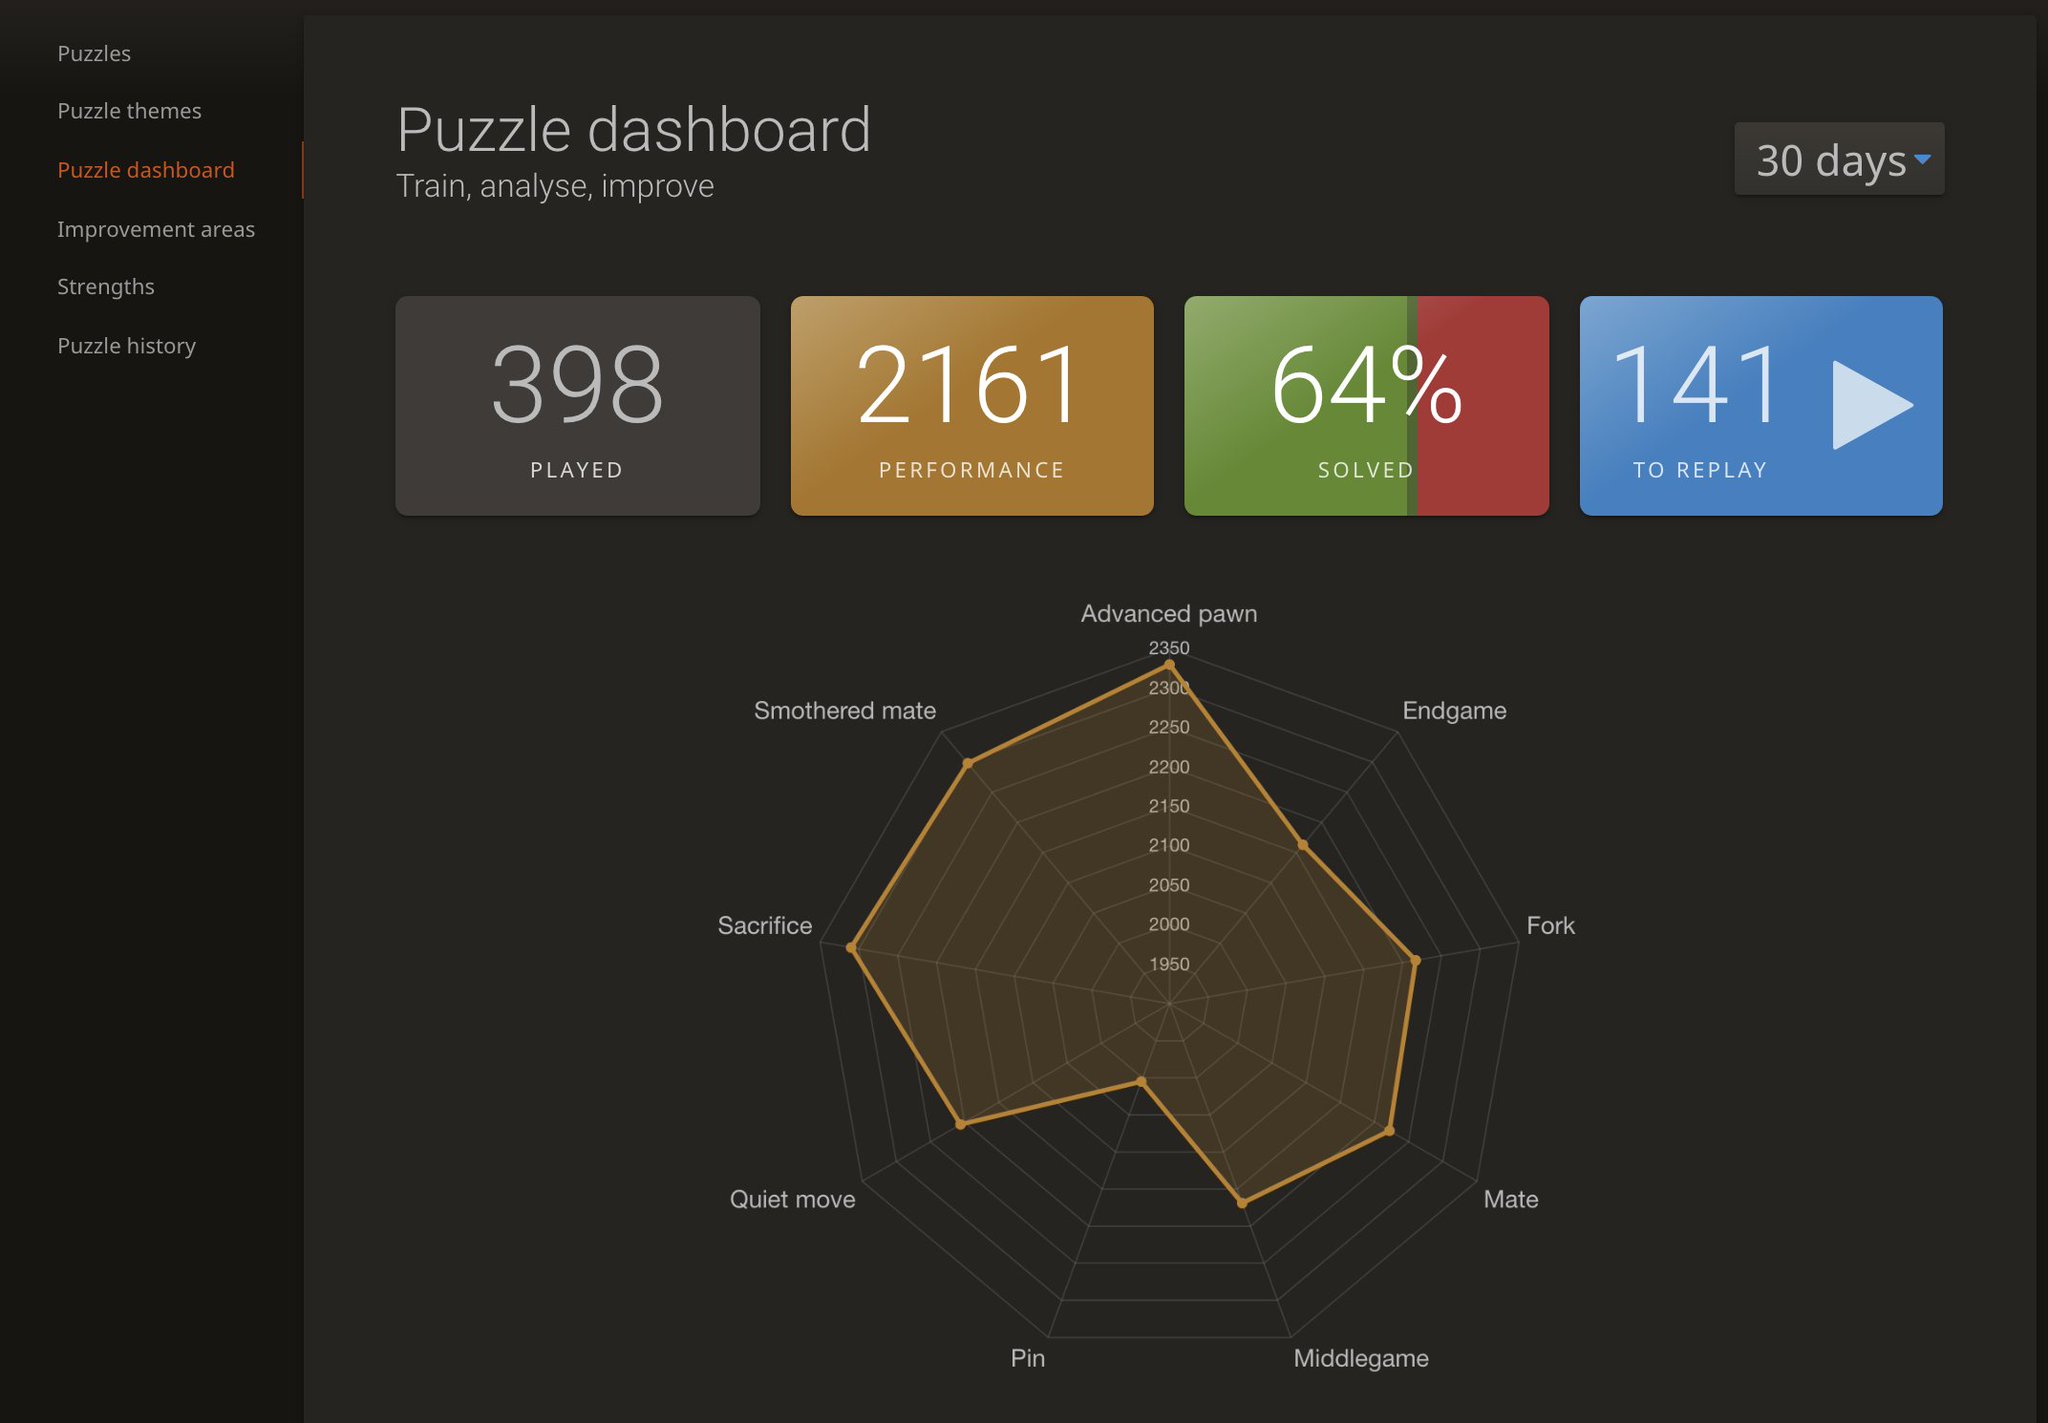 Puzzles
Puzzle themes
Puzzle dashboard
Improvement areas
Strengths
Puzzle history
Puzzle dashboard
Train, analyse, improve
30 days
398
PLAYED
2161
PERFORMANCE
64%
SOLVED
141
TO REPLAY
Advanced pawn
2350
2300
2250
2200
2150
2100
2050
2000
1950
Smothered mate
Endgame
Sacrifice
Fork
Quiet move
Mate
Pin
Middlegame